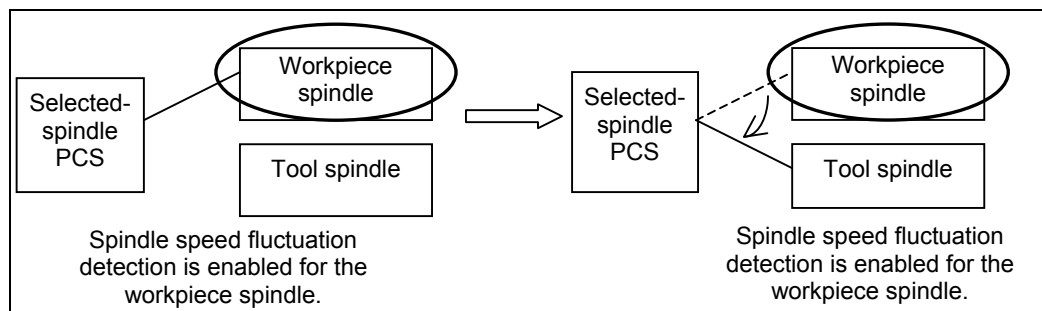 Selected-
spindle
PCS
Workpiece
spindle
Tool spindle
Spindle speed fluctuation
detection is enabled for the
workpiece spindle.
Selected-
spindle
PCS
Workpiece
spindle
Tool spindle
Spindle speed fluctuation
detection is enabled for the
workpiece spindle.